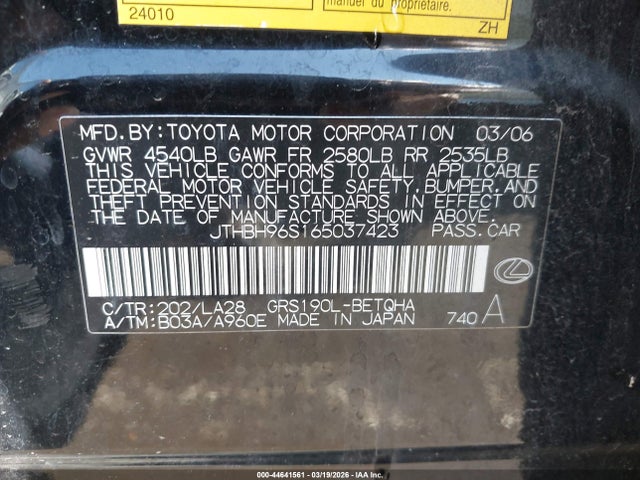 manuel du propriétaire.
24010
ZH
MFD. BY: TOYOTA MOTOR CORPORATION 03/06
GVWR 4540LB GAWR FR 2580LB RR 2535LB
THIS VEHICLE CONFORMS TO ALL APPLICABLE
FEDERAL MOTOR VEHICLE SAFETY, BUMPER, AND
THEFT PREVENTION STANDARDS IN EFFECT ON
THE DATE OF MANUFACTURE SHOWN ABOVE.
JTHBH96S165037423 PASS. CAR
C/TR: 202/LA28 GRS190L-BETQHA
A/TM: B03A/A960E MADE IN JAPAN 740 A
000-44641561 - 03/19/2026 - IAA, Inc.